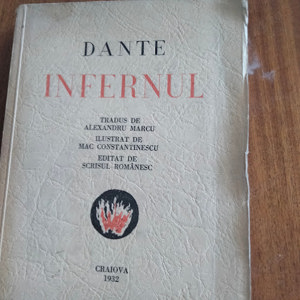 DANTE
INFERNUL
TRADUS DE
ALEXANDRU MARCU
ILUSTRAT DE
MAC CONSTANTINESCU
EDITAT DE
SCRISUL ROMÂNESC
CRAIOVA
1932